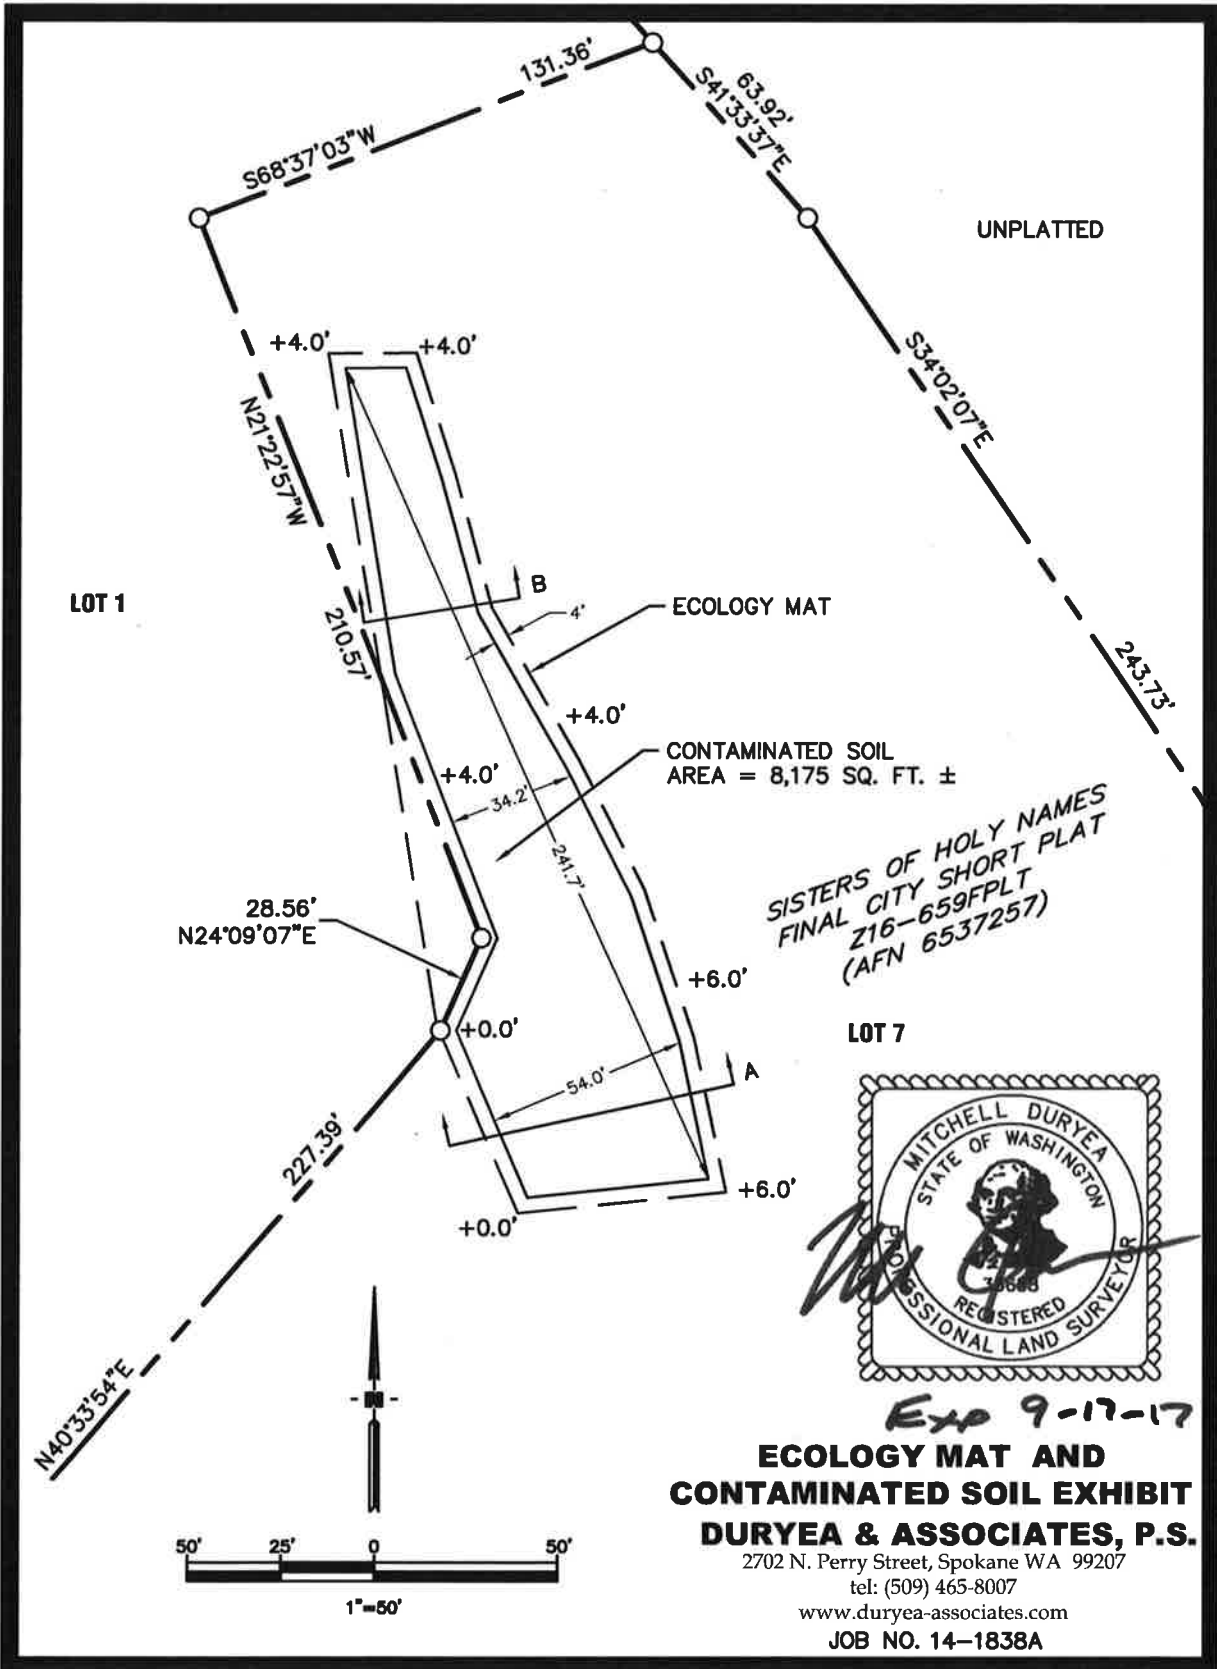 131.36'
S68°37'03"W
63.92'
S41°33'37"E
UNPLATTED
+4.0'
+4.0'
S34°02'07"E
N21°22'57"W
B
LOT 1
4'
ECOLOGY MAT
210.57'
243.73'
+4.0'
CONTAMINATED SOIL
AREA = 8,175 SQ. FT. ±
+4.0'
34.2'
241.7'
SISTERS OF HOLY NAMES
FINAL CITY SHORT PLAT
Z16-659FPLT
(AFN 6537257)
28.56'
N24°09'07"E
+6.0'
+0.0'
LOT 7
A
54.0'
227.39'
+6.0'
+0.0'
MITCHELL DURYEA
STATE OF WASHINGTON
REGISTERED
PROFESSIONAL LAND SURVEYOR
N40°33'54"E
Exp 9-17-17
ECOLOGY MAT AND
CONTAMINATED SOIL EXHIBIT
DURYEA & ASSOCIATES, P.S.
2702 N. Perry Street, Spokane WA 99207
tel: (509) 465-8007
www.duryea-associates.com
JOB NO. 14-1838A
50' 25' 0 50'
1"=50'